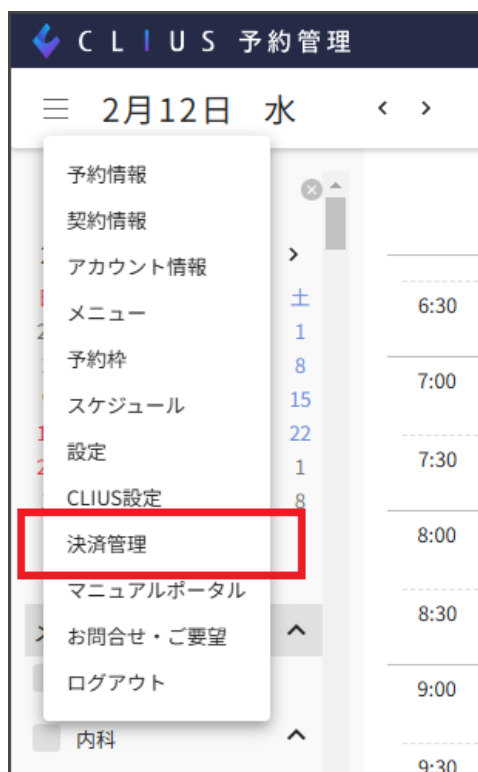 CLIUS 予約管理
2月12日 水
予約情報
契約情報
アカウント情報
メニュー
予約枠
スケジュール
設定
CLIUS設定
決済管理
マニュアルポータル
お問合せ・ご要望
ログアウト
土
1
8
15
22
1
8
内科
6:30
7:00
7:30
8:00
8:30
9:00
9:30